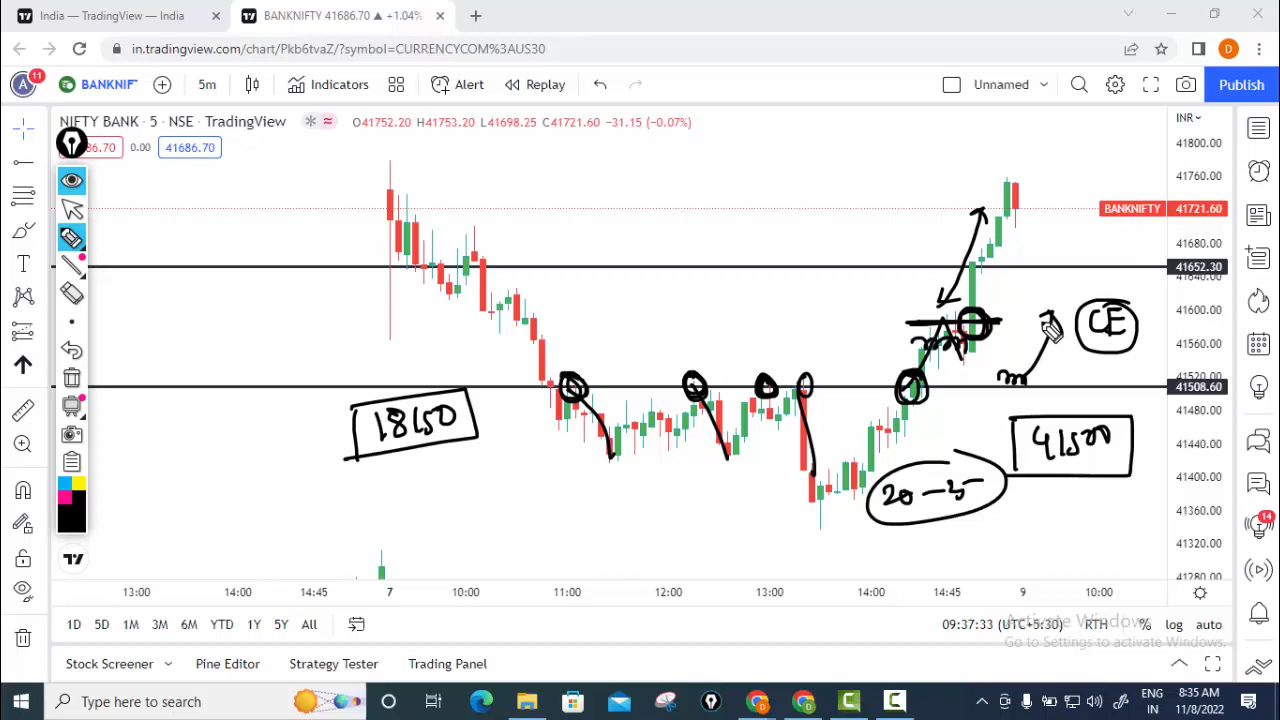 India — TradingView — India
BANKNIFTY 41686.70 ▲ +1.04%
in.tradingview.com/chart/Pkb6tvaZ/?symbol=CURRENCYCOM%3AUS30
D
A
11
BANKNIF
5m
Indicators
Alert
Replay
Unnamed
Publish
NIFTY BANK · 5 · NSE · TradingView
O41752.20 H41753.20 L41698.25 C41721.60 −31.15 (−0.07%)
INR
86.70
0.00
41686.70
41800.00
41760.00
BANKNIFTY 41721.60
41680.00
41652.30
41640.00
41600.00
41560.00
41520.00
41508.60
41480.00
41440.00
41400.00
41360.00
41320.00
41280.00
CE
18150
41500
20-25
14
13:00 14:00 14:45 7 10:00 11:00 12:00 13:00 14:00 14:45 9 10:00
1D 5D 1M 3M 6M YTD 1Y 5Y All
09:37:33 (UTC+5:30) RTH % log auto
Activate Windows
Go to Settings to activate Windows.
Stock Screener Pine Editor Strategy Tester Trading Panel
Type here to search
ENG
IN
8:35 AM
11/8/2022